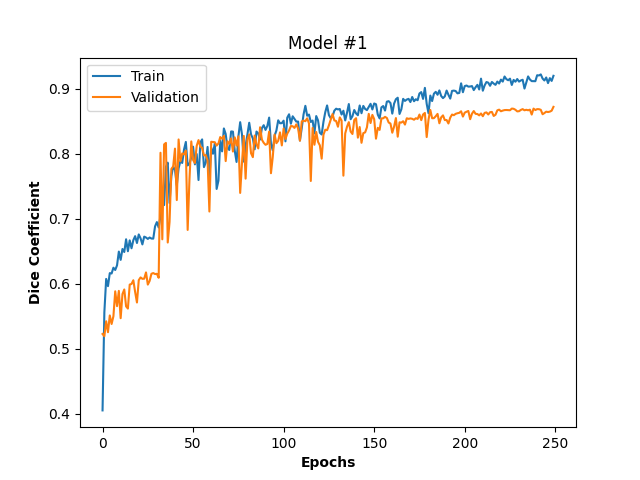 Model #1
Train
Validation
Dice Coefficient
0.9
0.8
0.7
0.6
0.5
0.4
0 50 100 150 200 250
Epochs